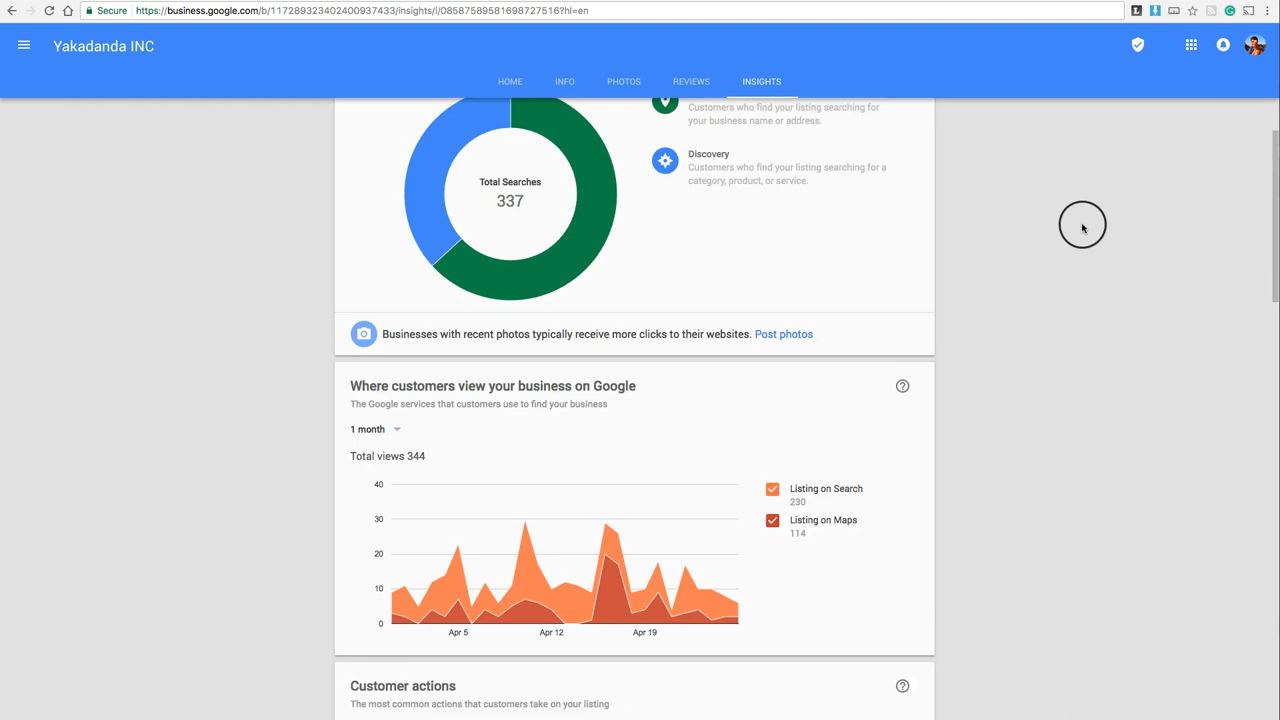 Secure
https://business.google.com/b/117289323402400937433/insights/l/08587589581698727516?hl=en
Yakadanda INC
HOME
INFO
PHOTOS
REVIEWS
INSIGHTS
Customers who find your listing searching for
your business name or address.
Discovery
Customers who find your listing searching for a
category, product, or service.
Total Searches
337
Businesses with recent photos typically receive more clicks to their websites. Post photos
Where customers view your business on Google
The Google services that customers use to find your business
1 month
Total views 344
40
30
20
10
0
Apr 5
Apr 12
Apr 19
Listing on Search
230
Listing on Maps
114
Customer actions
The most common actions that customers take on your listing